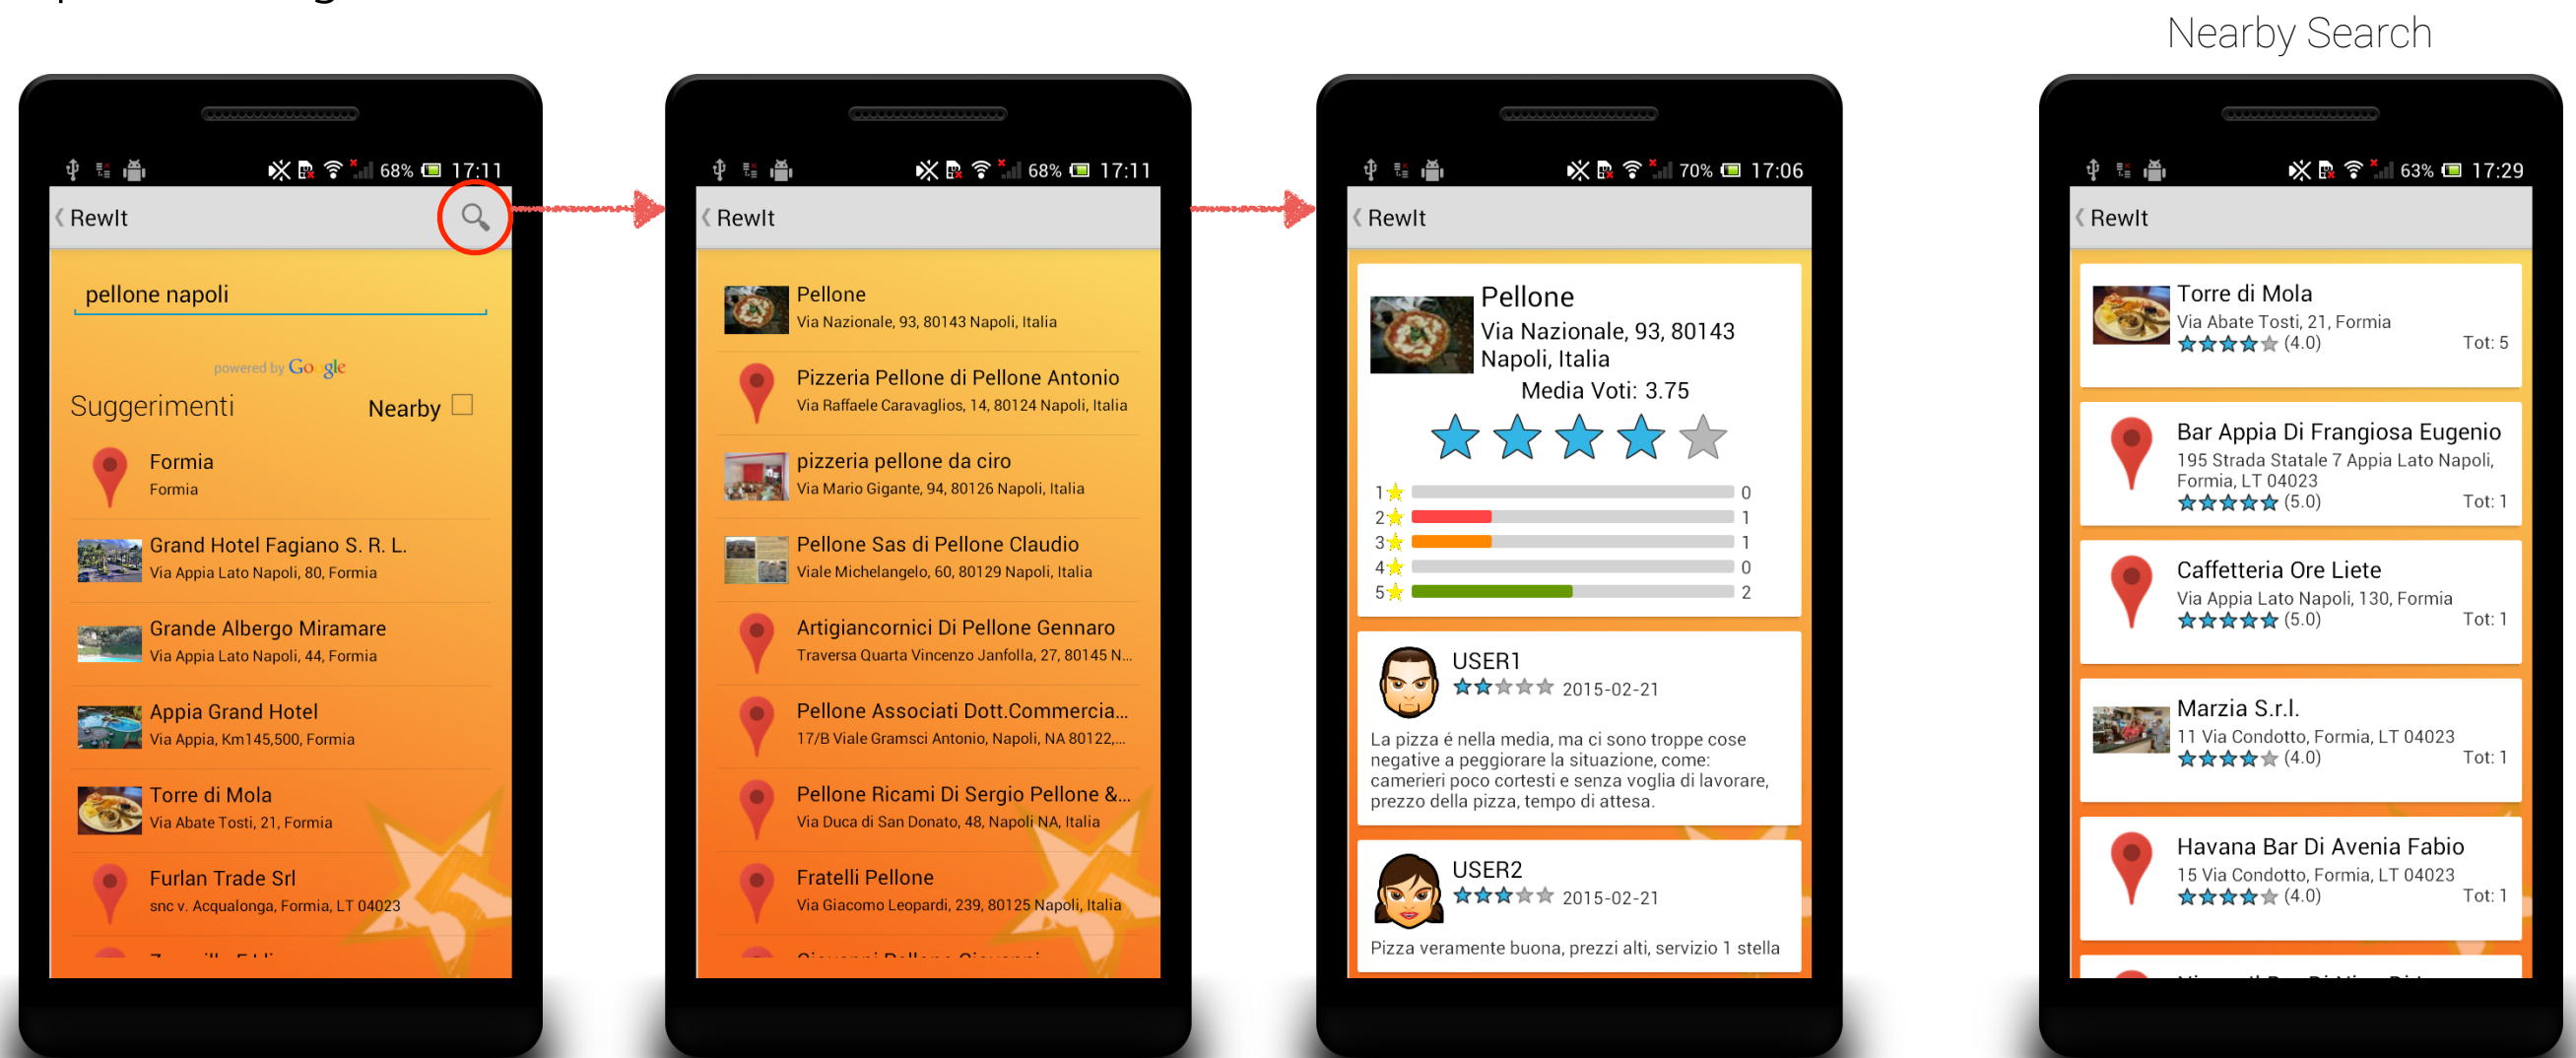 Nearby Search
68% 17:11
RewIt
pellone napoli
powered by Google
Suggerimenti Nearby
Formia
Formia
Grand Hotel Fagiano S. R. L.
Via Appia Lato Napoli, 80, Formia
Grande Albergo Miramare
Via Appia Lato Napoli, 44, Formia
Appia Grand Hotel
Via Appia, Km145,500, Formia
Torre di Mola
Via Abate Tosti, 21, Formia
Furlan Trade Srl
snc v. Acqualonga, Formia, LT 04023
68% 17:11
RewIt
Pellone
Via Nazionale, 93, 80143 Napoli, Italia
Pizzeria Pellone di Pellone Antonio
Via Raffaele Caravaglios, 14, 80124 Napoli, Italia
pizzeria pellone da ciro
Via Mario Gigante, 94, 80126 Napoli, Italia
Pellone Sas di Pellone Claudio
Viale Michelangelo, 60, 80129 Napoli, Italia
Artigiancornici Di Pellone Gennaro
Traversa Quarta Vincenzo Janfolla, 27, 80145 N...
Pellone Associati Dott.Commercia...
17/B Viale Gramsci Antonio, Napoli, NA 80122,...
Pellone Ricami Di Sergio Pellone &...
Via Duca di San Donato, 48, Napoli NA, Italia
Fratelli Pellone
Via Giacomo Leopardi, 239, 80125 Napoli, Italia
70% 17:06
RewIt
Pellone
Via Nazionale, 93, 80143
Napoli, Italia
Media Voti: 3.75
1 0
2 1
3 1
4 0
5 2
USER1
2015-02-21
La pizza é nella media, ma ci sono troppe cose
negative a peggiorare la situazione, come:
camerieri poco cortesi e senza voglia di lavorare,
prezzo della pizza, tempo di attesa.
USER2
2015-02-21
Pizza veramente buona, prezzi alti, servizio 1 stella
63% 17:29
RewIt
Torre di Mola
Via Abate Tosti, 21, Formia
(4.0) Tot: 5
Bar Appia Di Frangiosa Eugenio
195 Strada Statale 7 Appia Lato Napoli,
Formia, LT 04023
(5.0) Tot: 1
Caffetteria Ore Liete
Via Appia Lato Napoli, 130, Formia
(5.0) Tot: 1
Marzia S.r.l.
11 Via Condotto, Formia, LT 04023
(4.0) Tot: 1
Havana Bar Di Avenia Fabio
15 Via Condotto, Formia, LT 04023
(4.0) Tot: 1